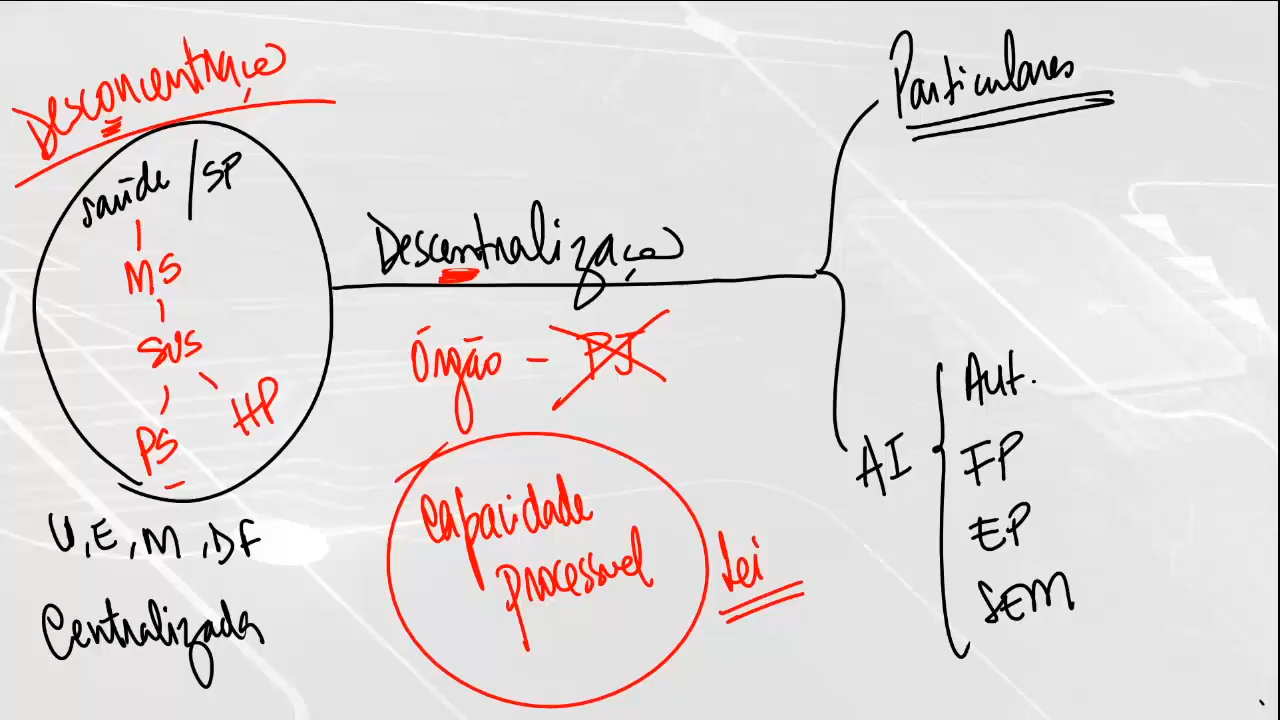 Desconcentração
saúde / SP
MS
SUS
PS HP
U, E, M, DF
Centralizada
Descentralização
Órgão - PJ
capacidade
processual
Lei
Particulares
AI
Aut.
FP
EP
SEM